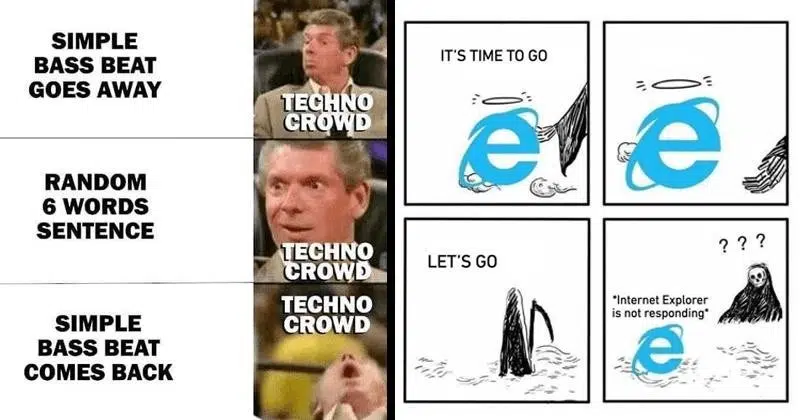 SIMPLE
BASS BEAT
GOES AWAY
TECHNO
CROWD
RANDOM
6 WORDS
SENTENCE
TECHNO
CROWD
SIMPLE
BASS BEAT
COMES BACK
TECHNO
CROWD
IT'S TIME TO GO
LET'S GO
? ? ?
*Internet Explorer
is not responding*